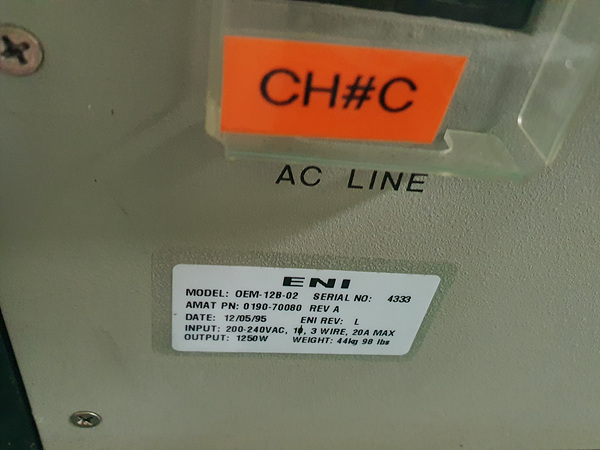 CH#C
AC LINE
ENI
MODEL: OEM-12B-02 SERIAL NO: 4333
AMAT PN: 0190-70080 REV A
DATE: 12/05/95 ENI REV: L
INPUT: 200-240VAC, 1ϕ, 3 WIRE, 20A MAX
OUTPUT: 1250W WEIGHT: 44kg 98 lbs